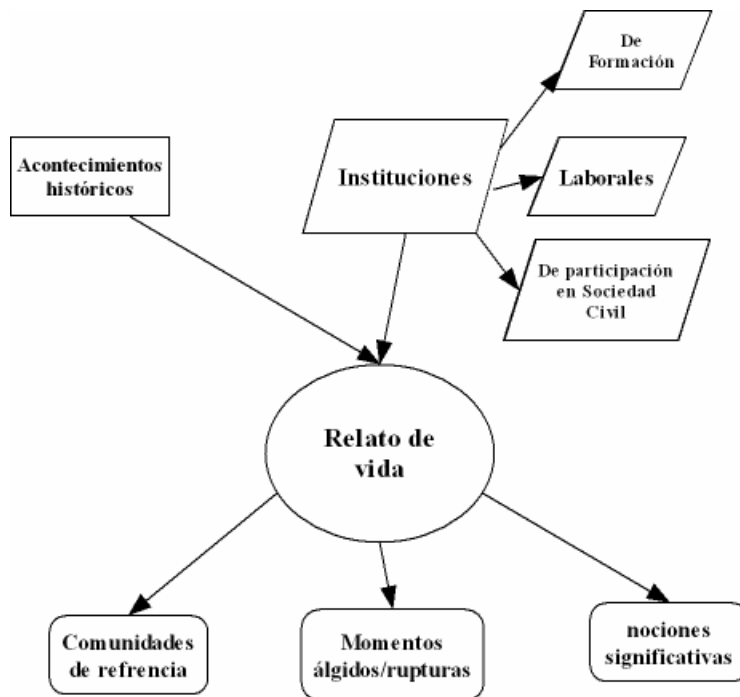 De
Formación
Acontecimientos
históricos
Instituciones
Laborales
De participación
en Sociedad
Civil
Relato de
vida
Comunidades
de refrencia
Momentos
álgidos/rupturas
nociones
significativas